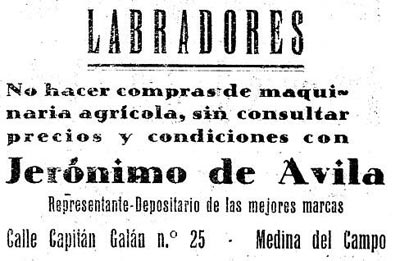 LABRADORES
No hacer compras de maqui-
naria agrícola, sin consultar
precios y condiciones con
Jerónimo de Avila
Representante-Depositario de las mejores marcas
Calle Capitán Galán n.º 25 - Medina del Campo